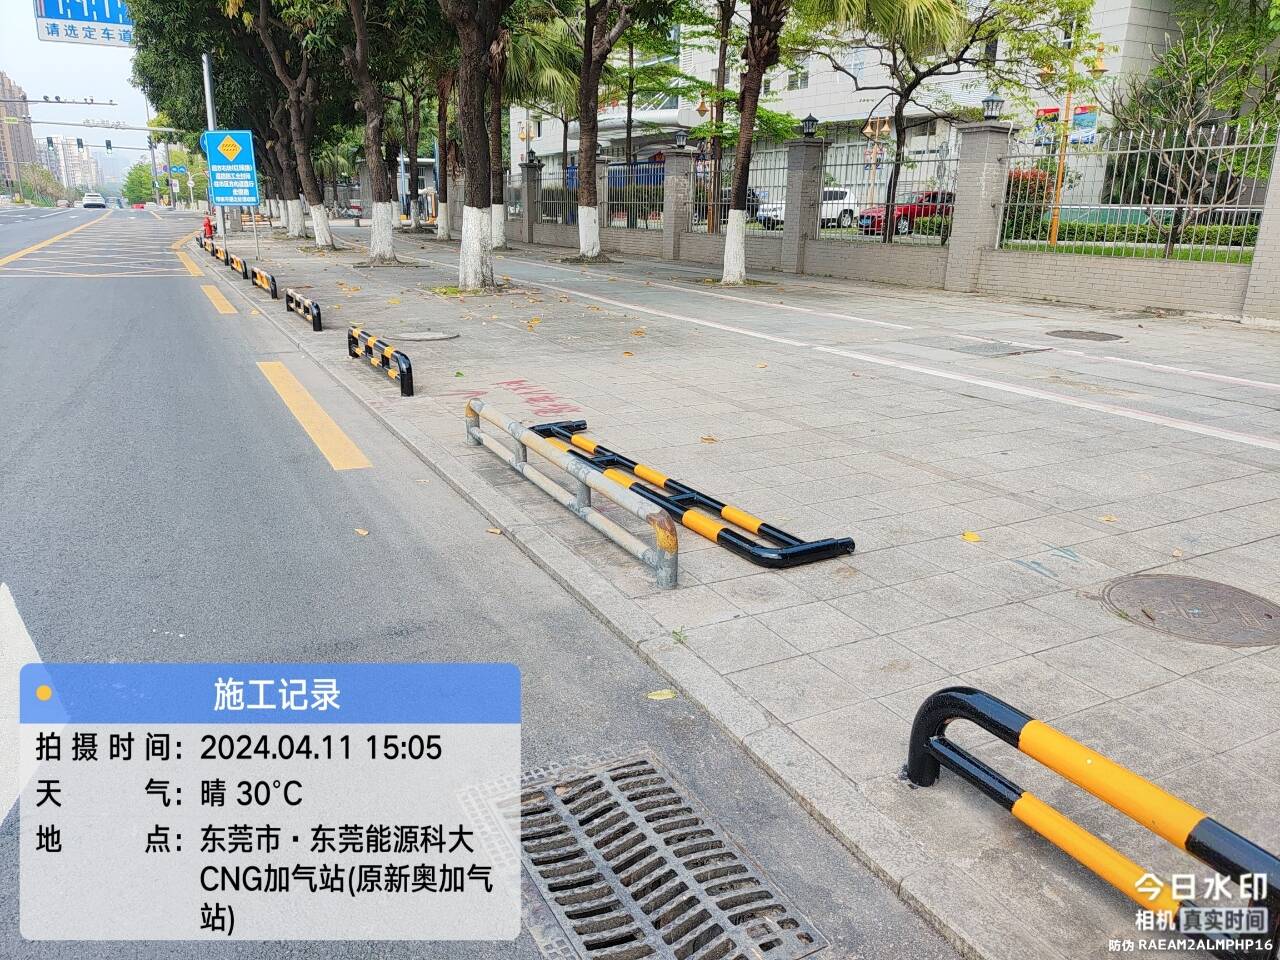 请选定车道
施工记录
拍摄时间：2024.04.11 15:05
天气：晴 30°C
地点：东莞市·东莞能源科大
CNG加气站(原新奥加气
站)
今日水印
相机 真实时间
防伪 RAEAM2ALMPHP16